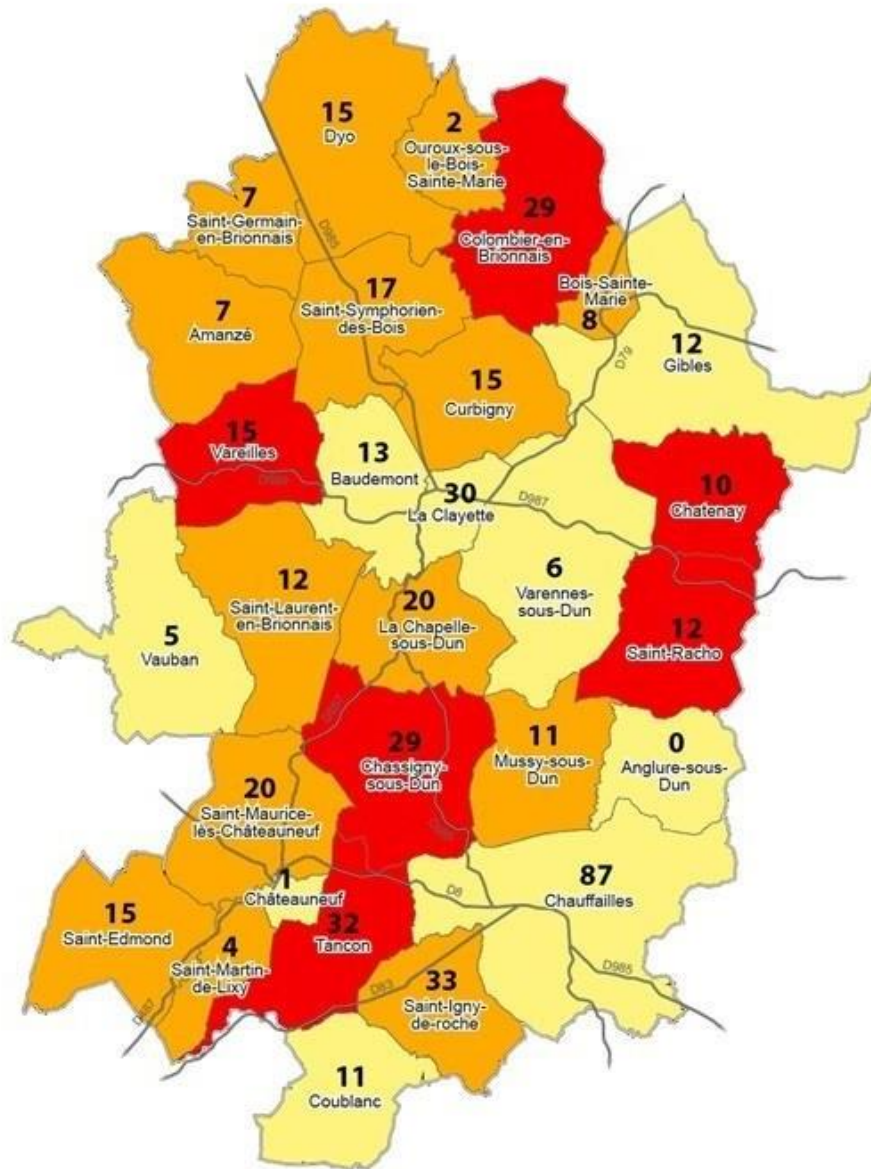 15
Dyo
2
Ouroux-sous-
le-Bois-
Sainte-Marie
7
Saint-Germain-
en-Brionnais
D985
29
Colombier-en-
Brionnais
Bois-Sainte-
Marie
8
7
Amanzé
17
Saint-Symphorien-
des-Bois
12
Gibles
D79
15
Curbigny
15
Vareilles
13
Baudemont
30
La Clayette
D987
10
Chatenay
12
Saint-Laurent-
en-Brionnais
20
La Chapelle-
sous-Dun
6
Varennes-
sous-Dun
5
Vauban
12
Saint-Racho
29
Chassigny-
sous-Dun
11
Mussy-sous-
Dun
0
Anglure-sous-
Dun
20
Saint-Maurice-
lès-Châteauneuf
1
Châteauneuf
87
Chauffailles
D8
15
Saint-Edmond
4
Saint-Martin-
de-Lixy
32
Tancon
33
Saint-Igny-
de-roche
D83
D985
D487
11
Coublanc